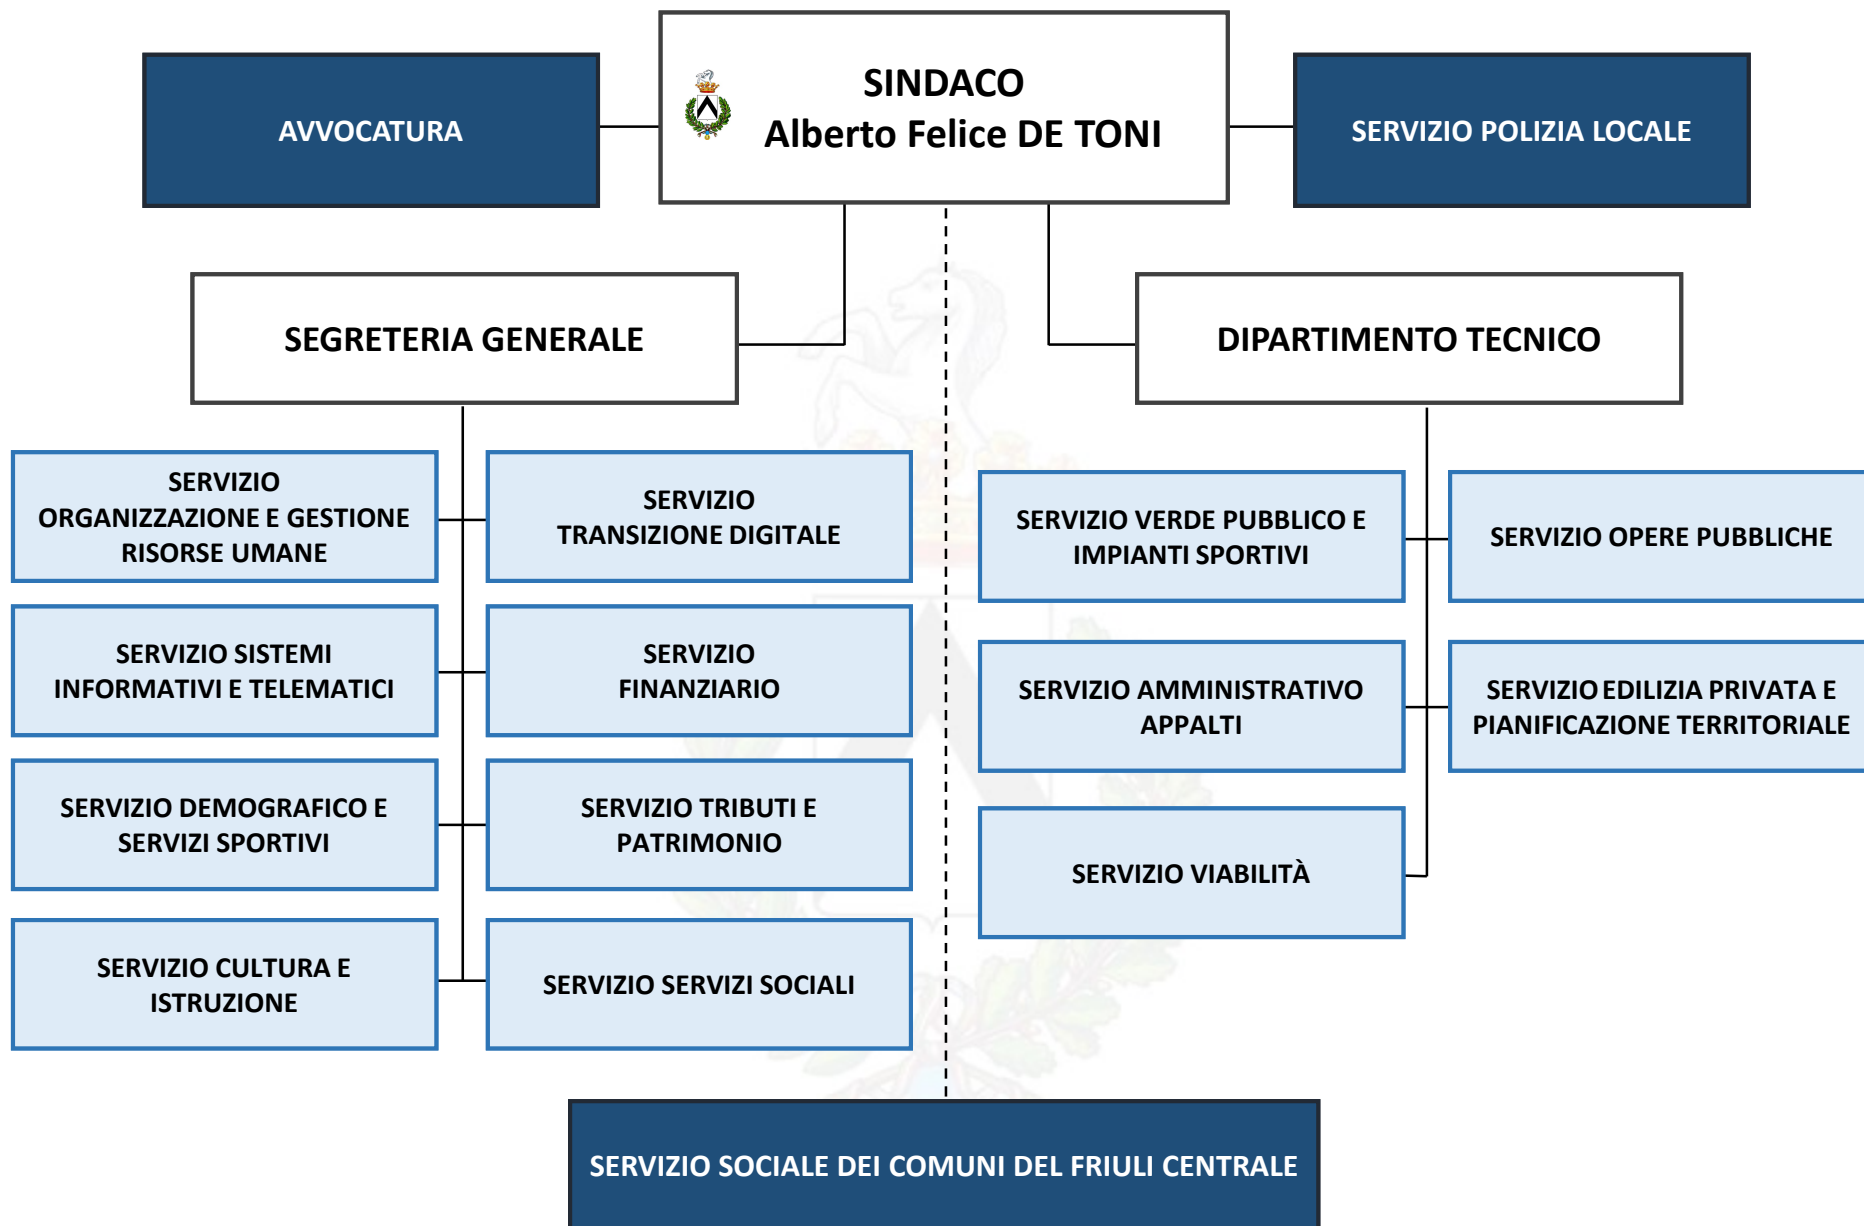 SINDACO
Alberto Felice DE TONI
AVVOCATURA
SERVIZIO POLIZIA LOCALE
SEGRETERIA GENERALE
DIPARTIMENTO TECNICO
SERVIZIO
ORGANIZZAZIONE E GESTIONE
RISORSE UMANE
SERVIZIO
TRANSIZIONE DIGITALE
SERVIZIO SISTEMI
INFORMATIVI E TELEMATICI
SERVIZIO
FINANZIARIO
SERVIZIO DEMOGRAFICO E
SERVIZI SPORTIVI
SERVIZIO TRIBUTI E
PATRIMONIO
SERVIZIO CULTURA E
ISTRUZIONE
SERVIZIO SERVIZI SOCIALI
SERVIZIO VERDE PUBBLICO E
IMPIANTI SPORTIVI
SERVIZIO OPERE PUBBLICHE
SERVIZIO AMMINISTRATIVO
APPALTI
SERVIZIO EDILIZIA PRIVATA E
PIANIFICAZIONE TERRITORIALE
SERVIZIO VIABILITÀ
SERVIZIO SOCIALE DEI COMUNI DEL FRIULI CENTRALE